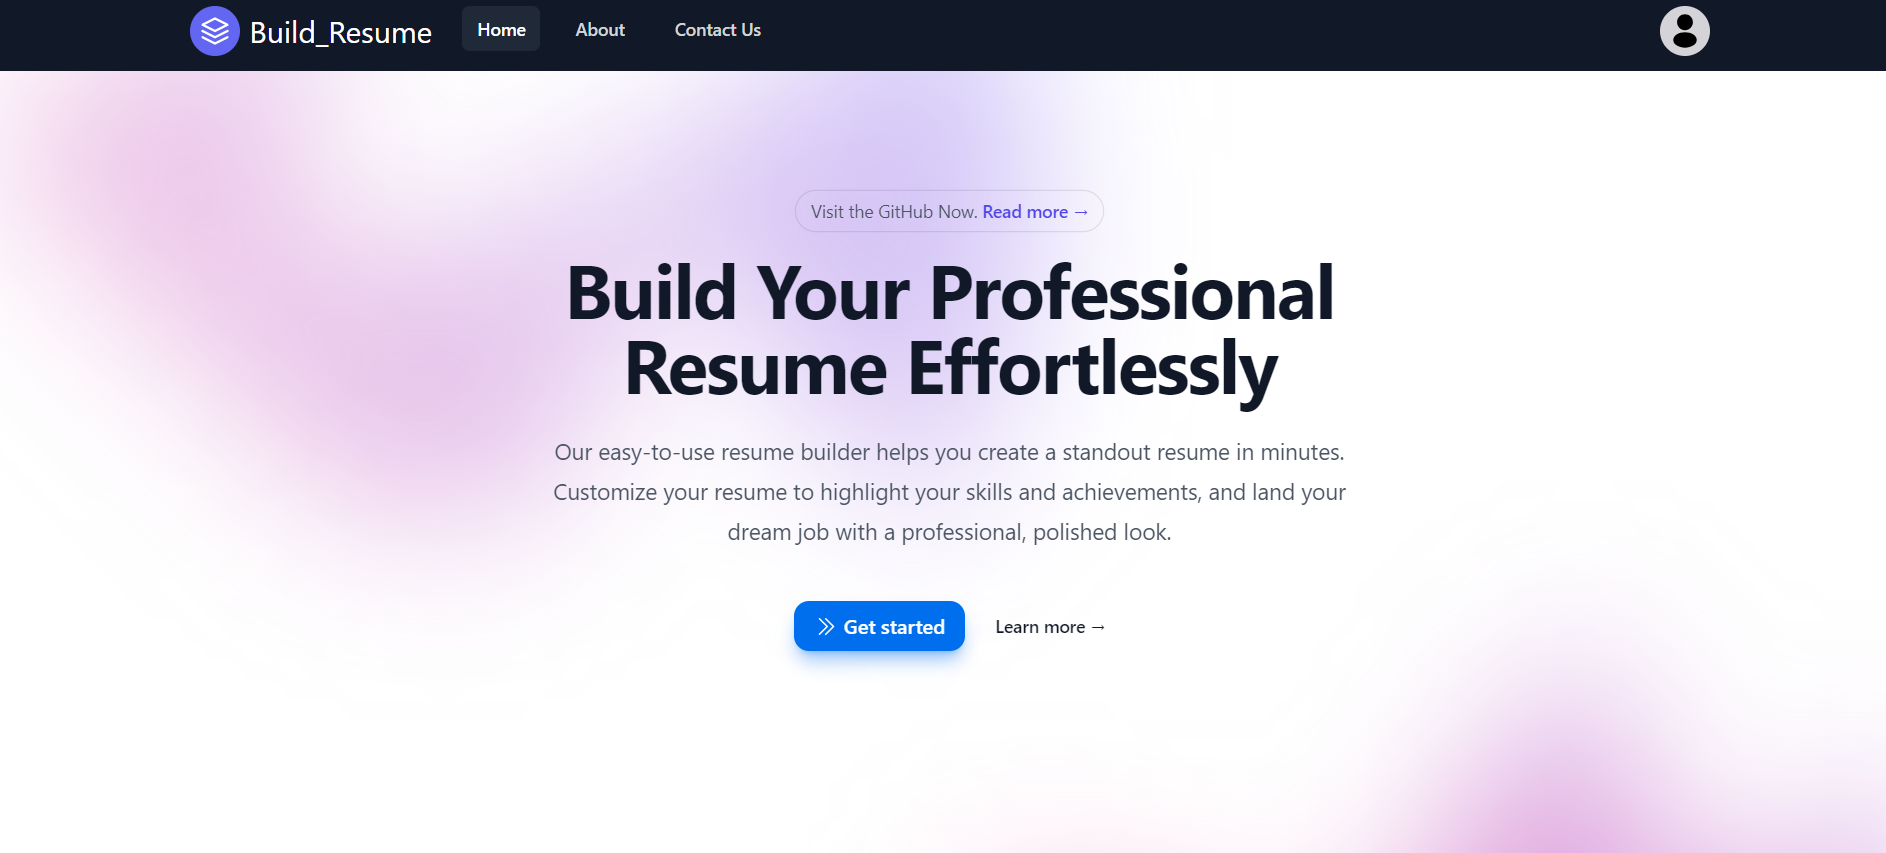 Build_Resume
Home
About
Contact Us
Visit the GitHub Now. Read more →
Build Your Professional
Resume Effortlessly
Our easy-to-use resume builder helps you create a standout resume in minutes.
Customize your resume to highlight your skills and achievements, and land your
dream job with a professional, polished look.
Get started
Learn more →